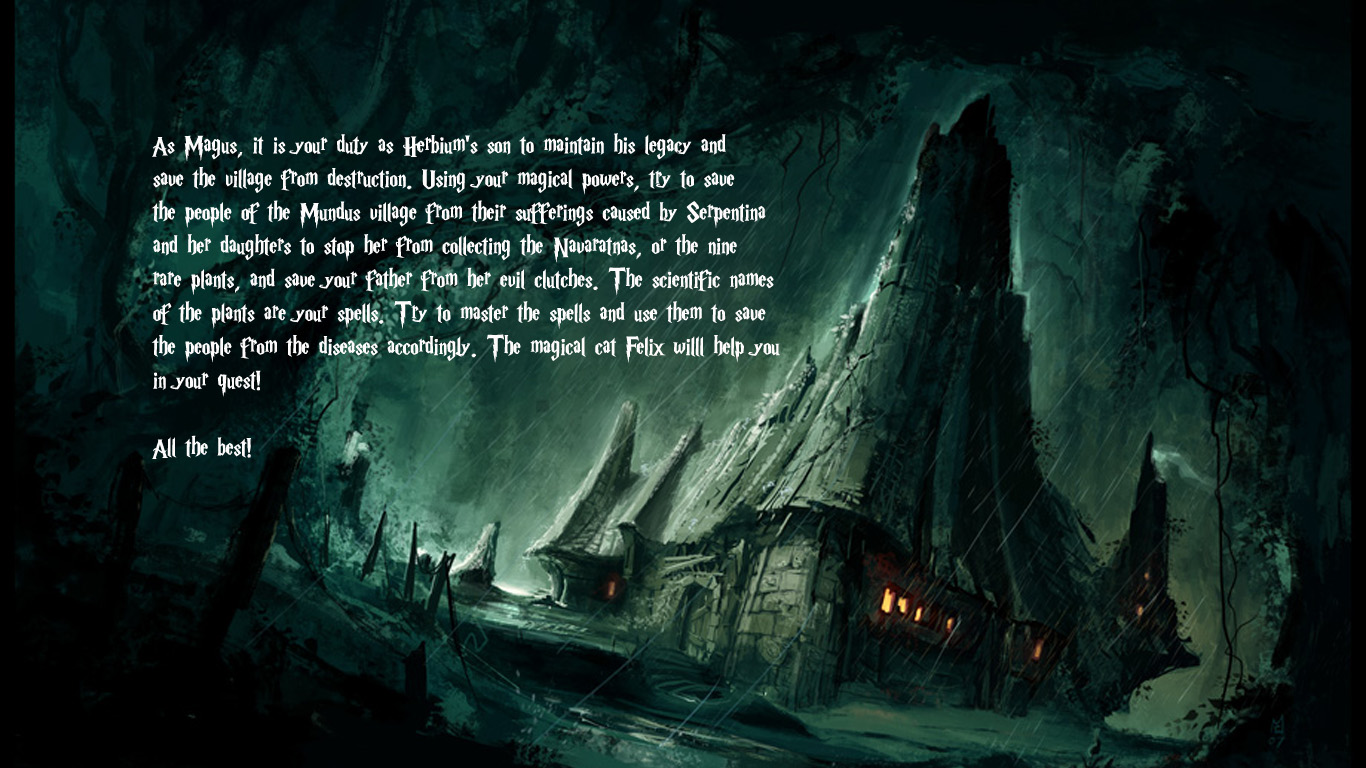 As Magus, it is your duty as Herbium's son to maintain his legacy and
save the village from destruction. Using your magical powers, try to save
the people of the Mundus village from their sufferings caused by Serpentina
and her daughters to stop her from collecting the Navaratnas, or the nine
rare plants, and save your father from her evil clutches. The scientific names
of the plants are your spells. Try to master the spells and use them to save
the people from the diseases accordingly. The magical cat Felix willl help you
in your quest!
All the best!